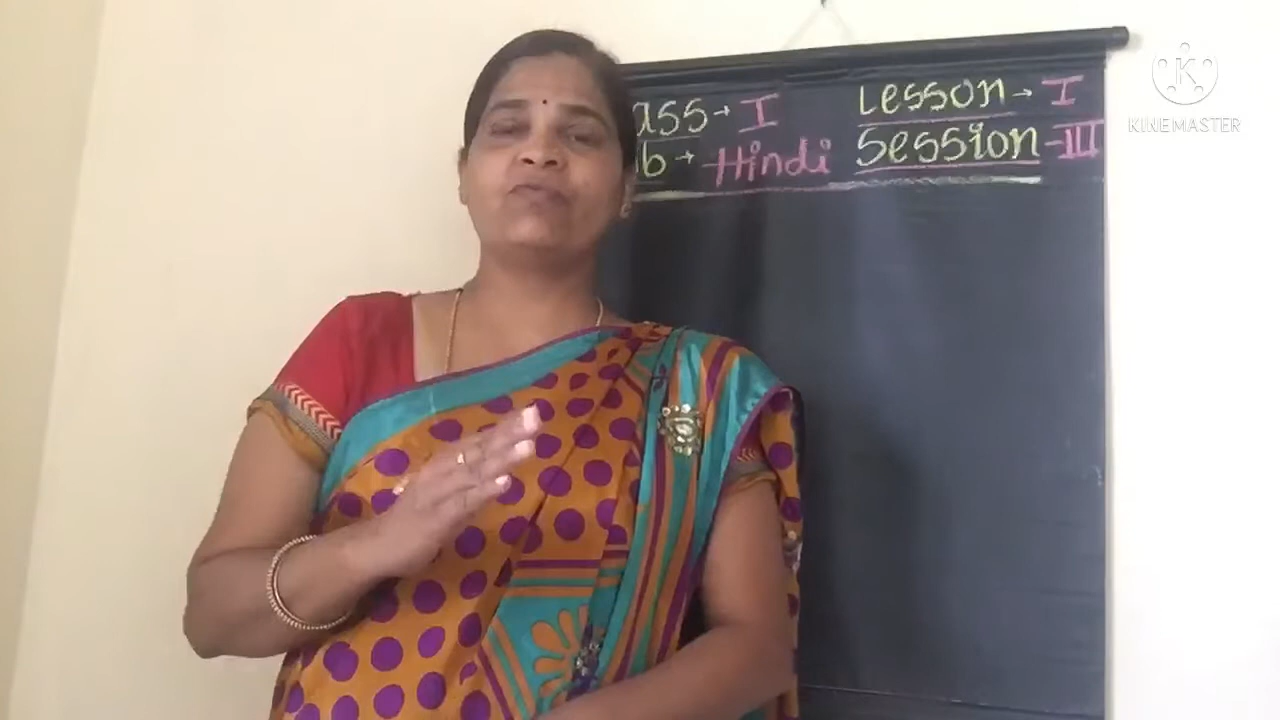 ass → I Lesson → I
b → Hindi Session - III
K
KINEMASTER